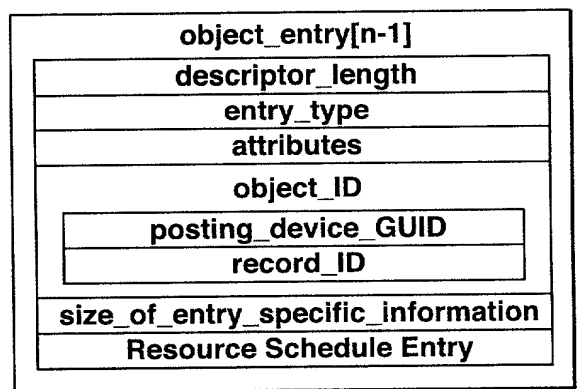 object_entry[n-1]
descriptor_length
entry_type
attributes
object_ID
posting_device_GUID
record_ID
size_of_entry_specific_information
Resource Schedule Entry